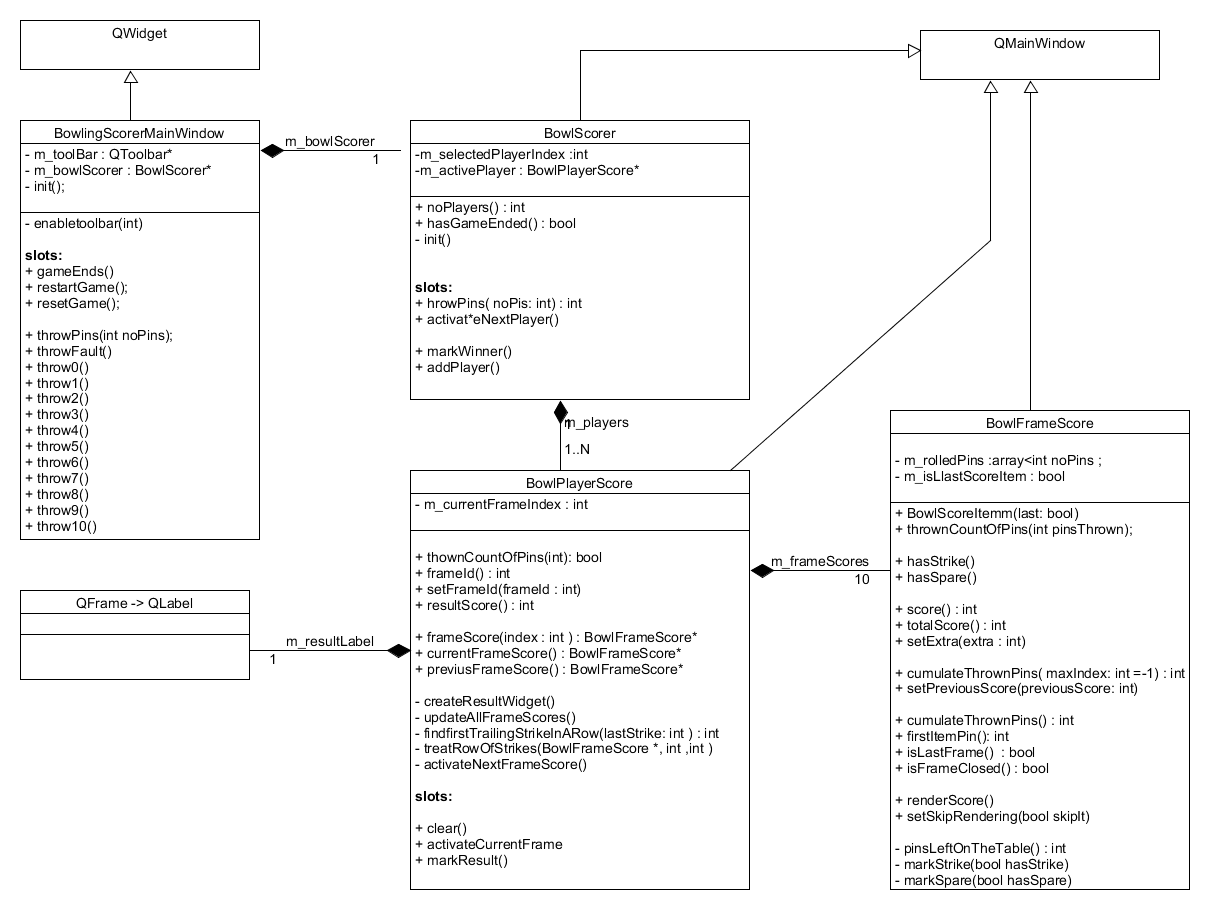 QWidget
QMainWindow
BowlingScorerMainWindow
- m_toolBar : QToolbar*
- m_bowlScorer : BowlScorer*
- init();
- enabletoolbar(int)
slots:
+ gameEnds()
+ restartGame();
+ resetGame();
+ throwPins(int noPins);
+ throwFault()
+ throw0()
+ throw1()
+ throw2()
+ throw3()
+ throw4()
+ throw5()
+ throw6()
+ throw7()
+ throw8()
+ throw9()
+ throw10()
m_bowlScorer
1
BowlScorer
-m_selectedPlayerIndex :int
-m_activePlayer : BowlPlayerScore*
+ noPlayers() : int
+ hasGameEnded() : bool
- init()
slots:
+ hrowPins( noPis: int) : int
+ activat*eNextPlayer()
+ markWinner()
+ addPlayer()
m_players
1..N
BowlPlayerScore
- m_currentFrameIndex : int
+ thownCountOfPins(int): bool
+ frameId() : int
+ setFrameId(frameId : int)
+ resultScore() : int
+ frameScore(index : int ) : BowlFrameScore*
+ currentFrameScore() : BowlFrameScore*
+ previusFrameScore() : BowlFrameScore*
- createResultWidget()
- updateAllFrameScores()
- findfirstTrailingStrikeInARow(lastStrike: int ) : int
- treatRowOfStrikes(BowlFrameScore *, int ,int )
- activateNextFrameScore()
slots:
+ clear()
+ activateCurrentFrame
+ markResult()
QFrame -> QLabel
m_resultLabel
1
m_frameScores
10
BowlFrameScore
- m_rolledPins :array<int noPins ;
- m_isLlastScoreItem : bool
+ BowlScoreItemm(last: bool)
+ thrownCountOfPins(int pinsThrown);
+ hasStrike()
+ hasSpare()
+ score() : int
+ totalScore() : int
+ setExtra(extra : int)
+ cumulateThrownPins( maxIndex: int =-1) : int
+ setPreviousScore(previousScore: int)
+ cumulateThrownPins() : int
+ firstItemPin(): int
+ isLastFrame() : bool
+ isFrameClosed() : bool
+ renderScore()
+ setSkipRendering(bool skipIt)
- pinsLeftOnTheTable() : int
- markStrike(bool hasStrike)
- markSpare(bool hasSpare)